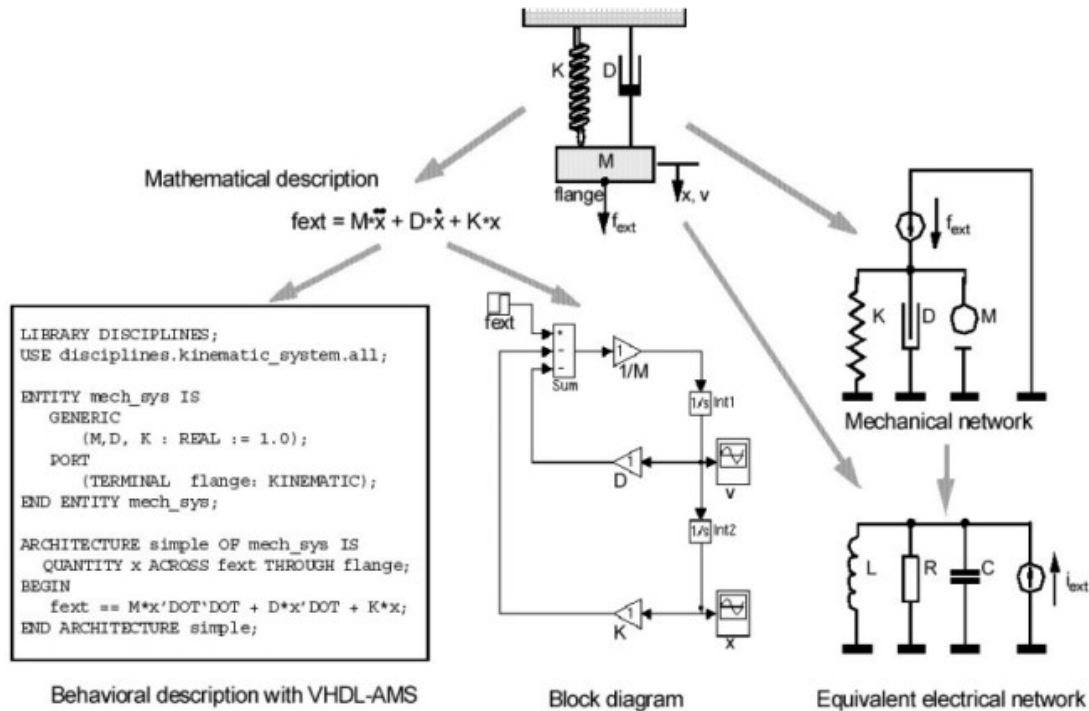 K
D
M
flange
x, v
fext
Mathematical description
fext = M*ẍ + D*ẋ + K*x
LIBRARY DISCIPLINES;
USE disciplines.kinematic_system.all;
ENTITY mech_sys IS
GENERIC
(M,D, K : REAL := 1.0);
PORT
(TERMINAL flange: KINEMATIC);
END ENTITY mech_sys;
ARCHITECTURE simple OF mech_sys IS
QUANTITY x ACROSS fext THROUGH flange;
BEGIN
fext == M*x'DOT'DOT + D*x'DOT + K*x;
END ARCHITECTURE simple;
Behavioral description with VHDL-AMS
fext
+
-
-
Sum
1
1/M
1/s
Int1
1
D
v
1/s
Int2
1
K
x
Block diagram
fext
K
D
M
Mechanical network
L
R
C
iext
Equivalent electrical network